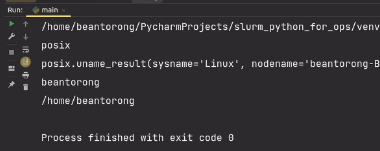 Run: main
/home/beantorong/PycharmProjects/slurm_python_for_ops/venv
posix
posix.uname_result(sysname='Linux', nodename='beantorong-B
beantorong
/home/beantorong
Process finished with exit code 0